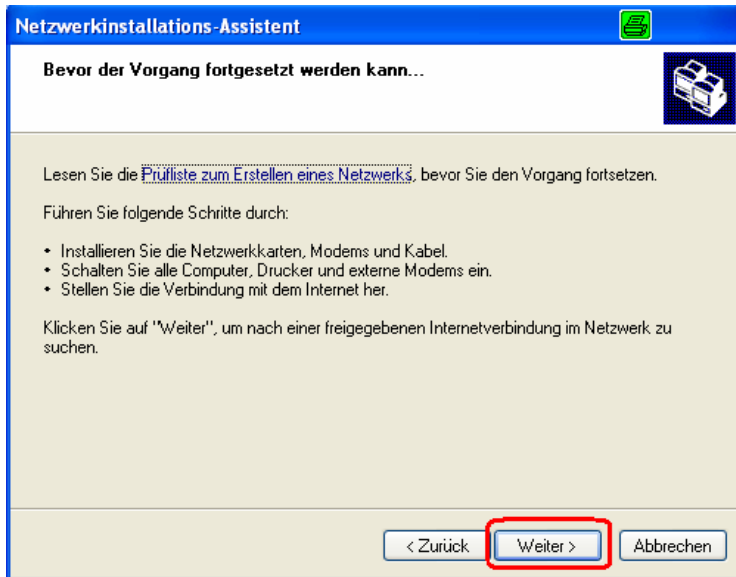 Netzwerkinstallations-Assistent
Bevor der Vorgang fortgesetzt werden kann...
Lesen Sie die Prüfliste zum Erstellen eines Netzwerks, bevor Sie den Vorgang fortsetzen.
Führen Sie folgende Schritte durch:
• Installieren Sie die Netzwerkkarten, Modems und Kabel.
• Schalten Sie alle Computer, Drucker und externe Modems ein.
• Stellen Sie die Verbindung mit dem Internet her.
Klicken Sie auf "Weiter", um nach einer freigegebenen Internetverbindung im Netzwerk zu
suchen.
< Zurück Weiter > Abbrechen